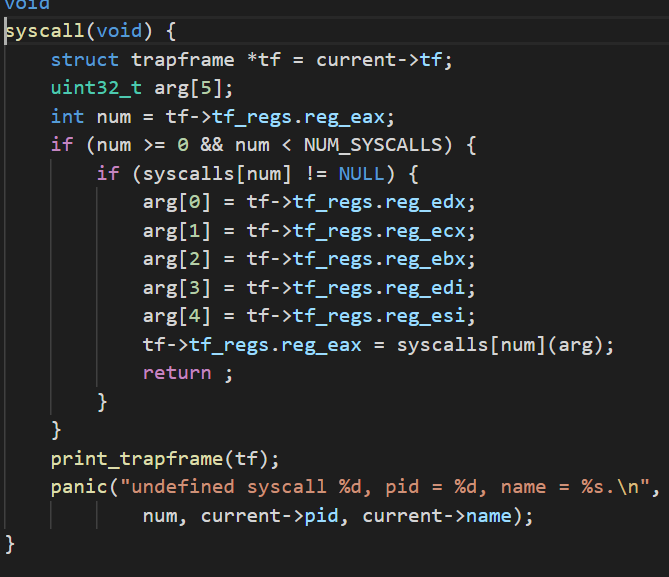 void
syscall(void) {
    struct trapframe *tf = current->tf;
    uint32_t arg[5];
    int num = tf->tf_regs.reg_eax;
    if (num >= 0 && num < NUM_SYSCALLS) {
        if (syscalls[num] != NULL) {
            arg[0] = tf->tf_regs.reg_edx;
            arg[1] = tf->tf_regs.reg_ecx;
            arg[2] = tf->tf_regs.reg_ebx;
            arg[3] = tf->tf_regs.reg_edi;
            arg[4] = tf->tf_regs.reg_esi;
            tf->tf_regs.reg_eax = syscalls[num](arg);
            return ;
        }
    }
    print_trapframe(tf);
    panic("undefined syscall %d, pid = %d, name = %s.\n",
            num, current->pid, current->name);
}